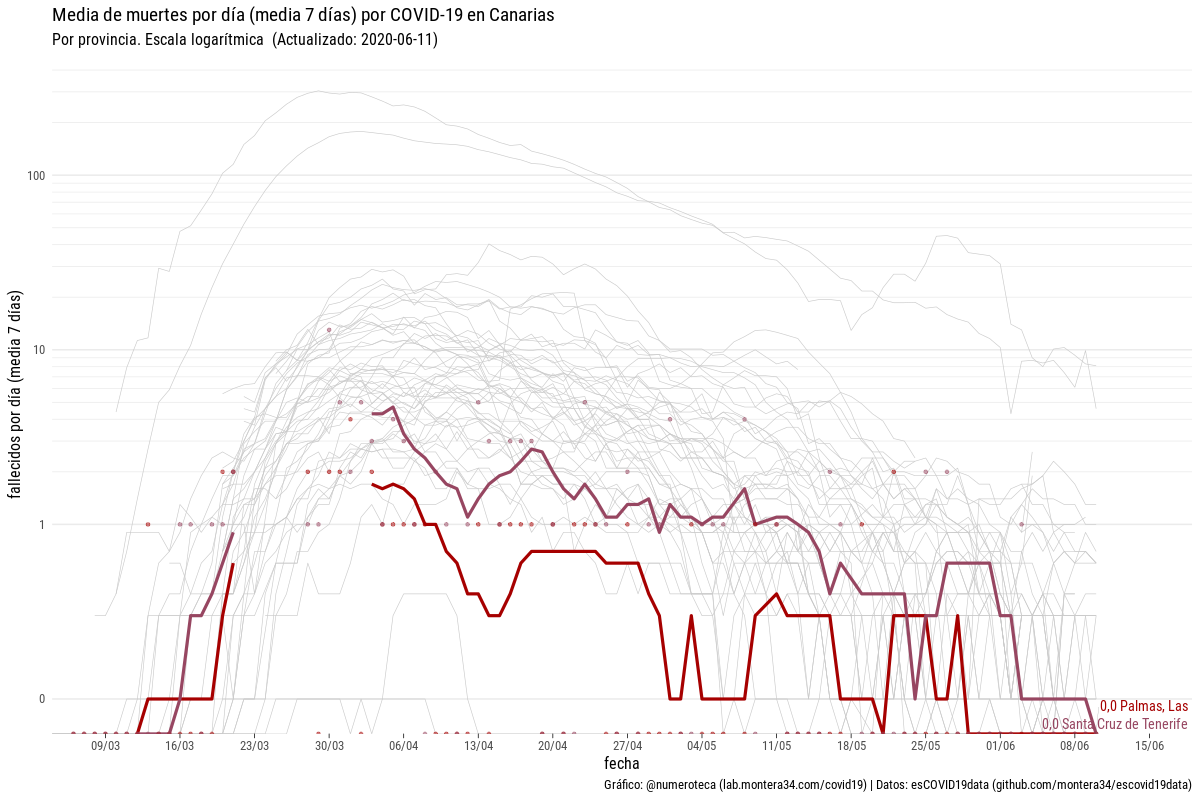 Media de muertes por día (media 7 días) por COVID-19 en Canarias
Por provincia. Escala logarítmica  (Actualizado: 2020-06-11)
fallecidos por día (media 7 días)
100
10
1
0
0,0 Palmas, Las
0,0 Santa Cruz de Tenerife
09/03 16/03 23/03 30/03 06/04 13/04 20/04 27/04 04/05 11/05 18/05 25/05 01/06 08/06 15/06
fecha
Gráfico: @numeroteca (lab.montera34.com/covid19) | Datos: esCOVID19data (github.com/montera34/escovid19data)